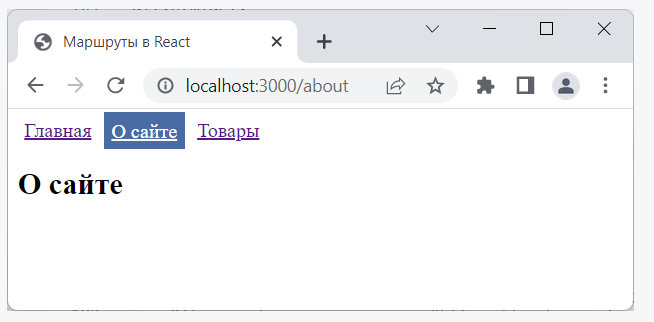 Маршруты в React
localhost:3000/about
Главная О сайте Товары
О сайте